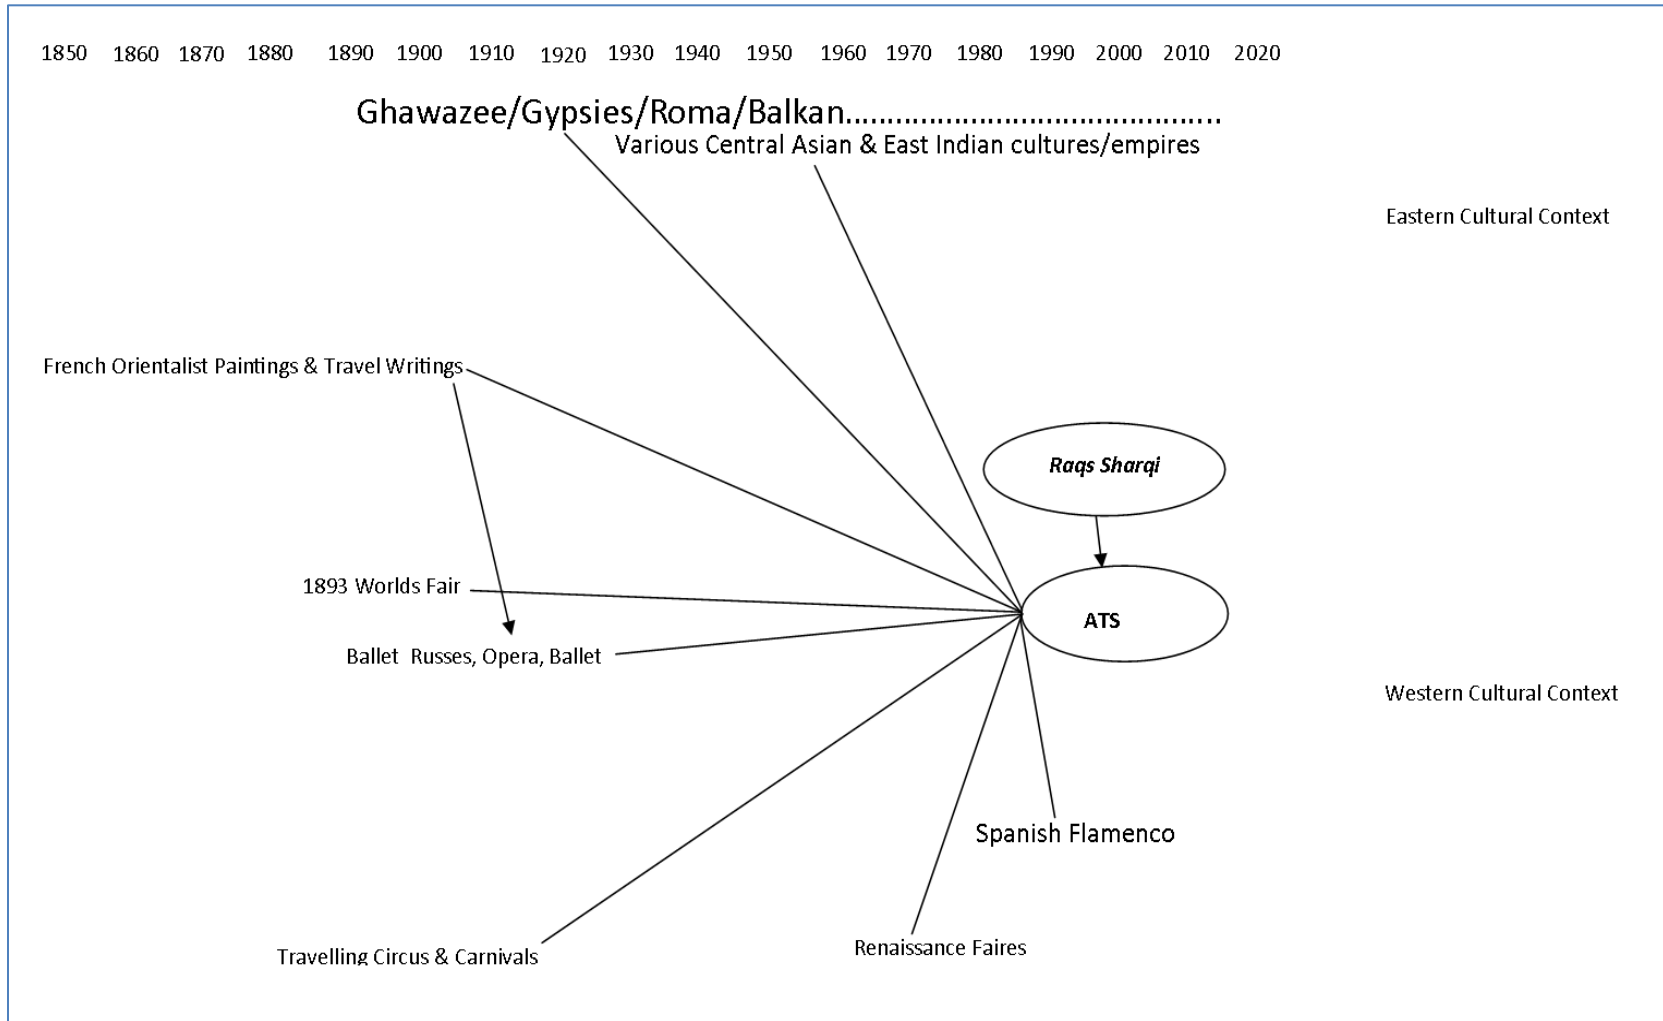 1850 1860 1870 1880 1890 1900 1910 1920 1930 1940 1950 1960 1970 1980 1990 2000 2010 2020
Ghawazee/Gypsies/Roma/Balkan..............................................
Various Central Asian & East Indian cultures/empires
Eastern Cultural Context
French Orientalist Paintings & Travel Writings
Raqs Sharqi
1893 Worlds Fair
ATS
Ballet Russes, Opera, Ballet
Western Cultural Context
Spanish Flamenco
Renaissance Faires
Travelling Circus & Carnivals